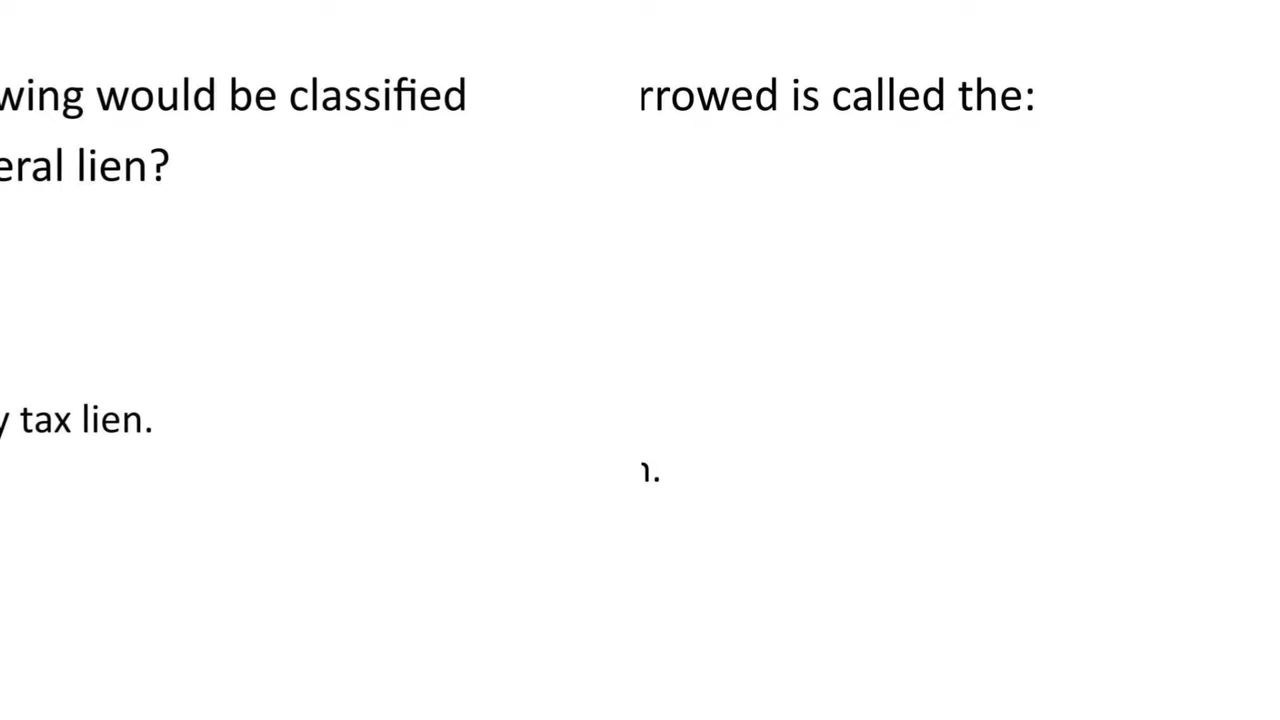 wing would be classified
eral lien?
y tax lien.
rrowed is called the: